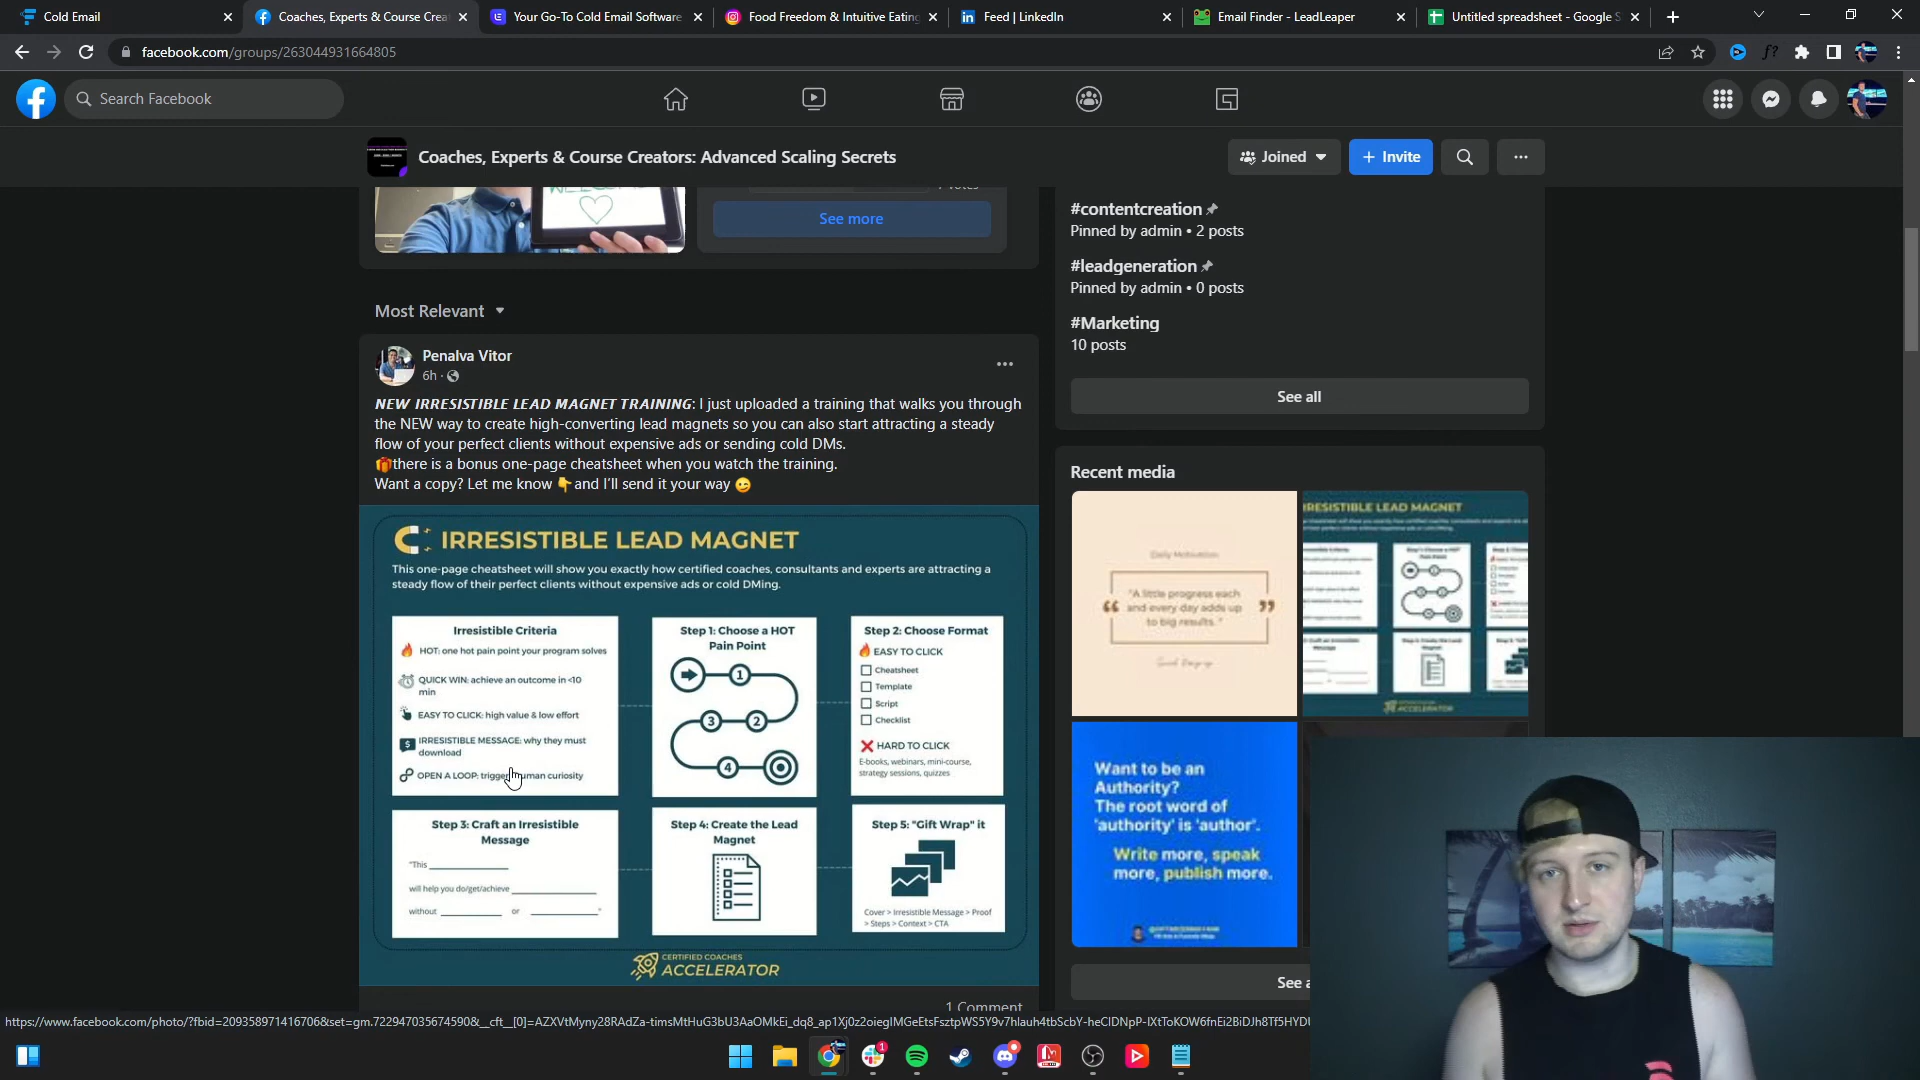 Cold Email
Coaches, Experts & Course Crea
Your Go-To Cold Email Software
Food Freedom & Intuitive Eating
Feed | LinkedIn
Email Finder - LeadLeaper
Untitled spreadsheet - Google S
facebook.com/groups/263044931664805
Search Facebook
Coaches, Experts & Course Creators: Advanced Scaling Secrets
Joined
+ Invite
See more
#contentcreation
Pinned by admin • 2 posts
#leadgeneration
Pinned by admin • 0 posts
#Marketing
10 posts
See all
Most Relevant
Penalva Vitor
6h ·
NEW IRRESISTIBLE LEAD MAGNET TRAINING: I just uploaded a training that walks you through
the NEW way to create high-converting lead magnets so you can also start attracting a steady
flow of your perfect clients without expensive ads or sending cold DMs.
🎁there is a bonus one-page cheatsheet when you watch the training.
Want a copy? Let me know 👇and I'll send it your way 😉
IRRESISTIBLE LEAD MAGNET
This one-page cheatsheet will show you exactly how certified coaches, consultants and experts are attracting a
steady flow of their perfect clients without expensive ads or cold DMing.
Irresistible Criteria
HOT: one hot pain point your program solves
QUICK WIN: achieve an outcome in <10
min
EASY TO CLICK: high value & low effort
IRRESISTIBLE MESSAGE: why they must
download
OPEN A LOOP: trigger human curiosity
Step 1: Choose a HOT
Pain Point
1
3 2
4
Step 2: Choose Format
EASY TO CLICK
Cheatsheet
Template
Script
Checklist
HARD TO CLICK
E-books, webinars, mini-course,
strategy sessions, quizzes
Step 3: Craft an Irresistible
Message
"This
will help you do/get/achieve
without or "
Step 4: Create the Lead
Magnet
Step 5: "Gift Wrap" it
Cover > Irresistible Message > Proof
> Steps > Context > CTA
CERTIFIED COACHES
ACCELERATOR
1 Comment
Recent media
Daily Motivation
"A little progress each
and every day adds up
to big results."
RESISTIBLE LEAD MAGNET
ACCELERATOR
Want to be an
Authority?
The root word of
'authority' is 'author'.
Write more, speak
more, publish more.
See a
1